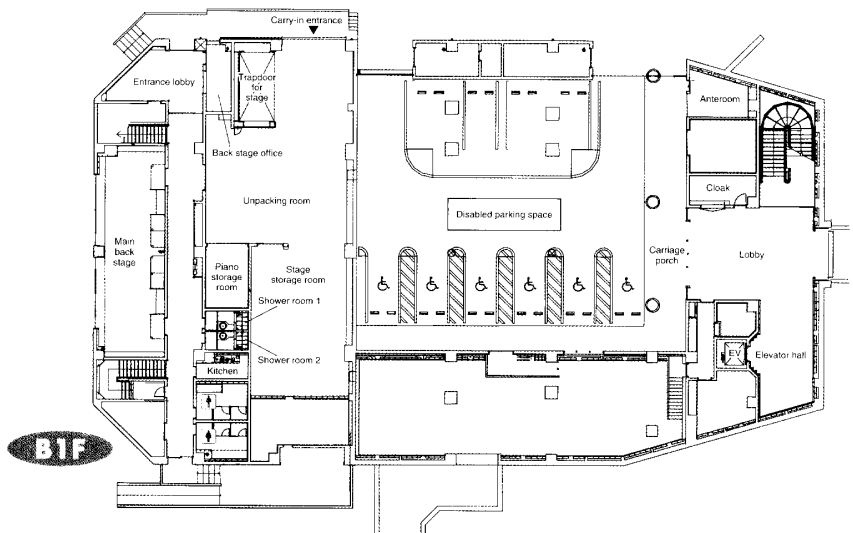 Carry-in entrance
Entrance lobby
Trapdoor
for
stage
Back stage office
Anteroom
Cloak
Unpacking room
Disabled parking space
Main
back
stage
Piano
storage
room
Stage
storage room
Carriage
porch
Lobby
Shower room 1
Shower room 2
Kitchen
EV
Elevator hall
B1F